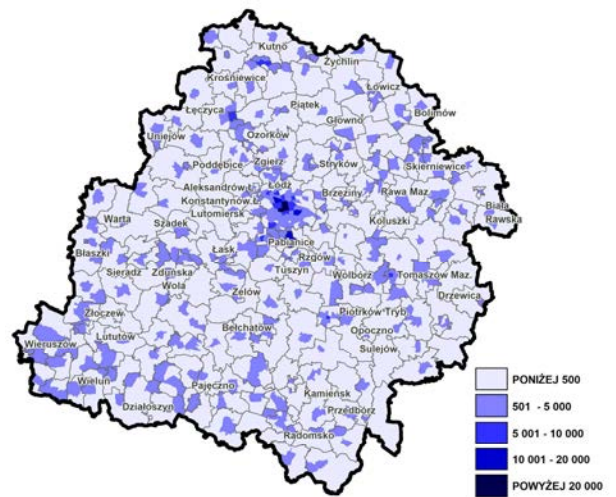 Kutno
Żychlin
Krośniewice
Łowicz
Łęczyca
Piątek
Bolimów
Głowno
Uniejów
Ozorków
Poddębice
Zgierz
Stryków
Skierniewice
Aleksandrów Ł.
Łódź
Brzeziny
Rawa Maz.
Konstantynów Ł.
Lutomiersk
Biała
Rawska
Warta
Szadek
Koluszki
Pabianice
Błaszki
Łask
Rzgów
Sieradz
Zduńska
Wola
Tuszyn
Wolbórz
Tomaszów Maz.
Zelów
Drzewica
Złoczew
Piotrków Tryb
Wieruszów
Lututów
Bełchatów
Opoczno
Sulejów
Wieluń
Pajęczno
Kamieńsk
Działoszyn
Przedbórz
Radomsko
PONIŻEJ 500
501 - 5 000
5 001 - 10 000
10 001 - 20 000
POWYŻEJ 20 000